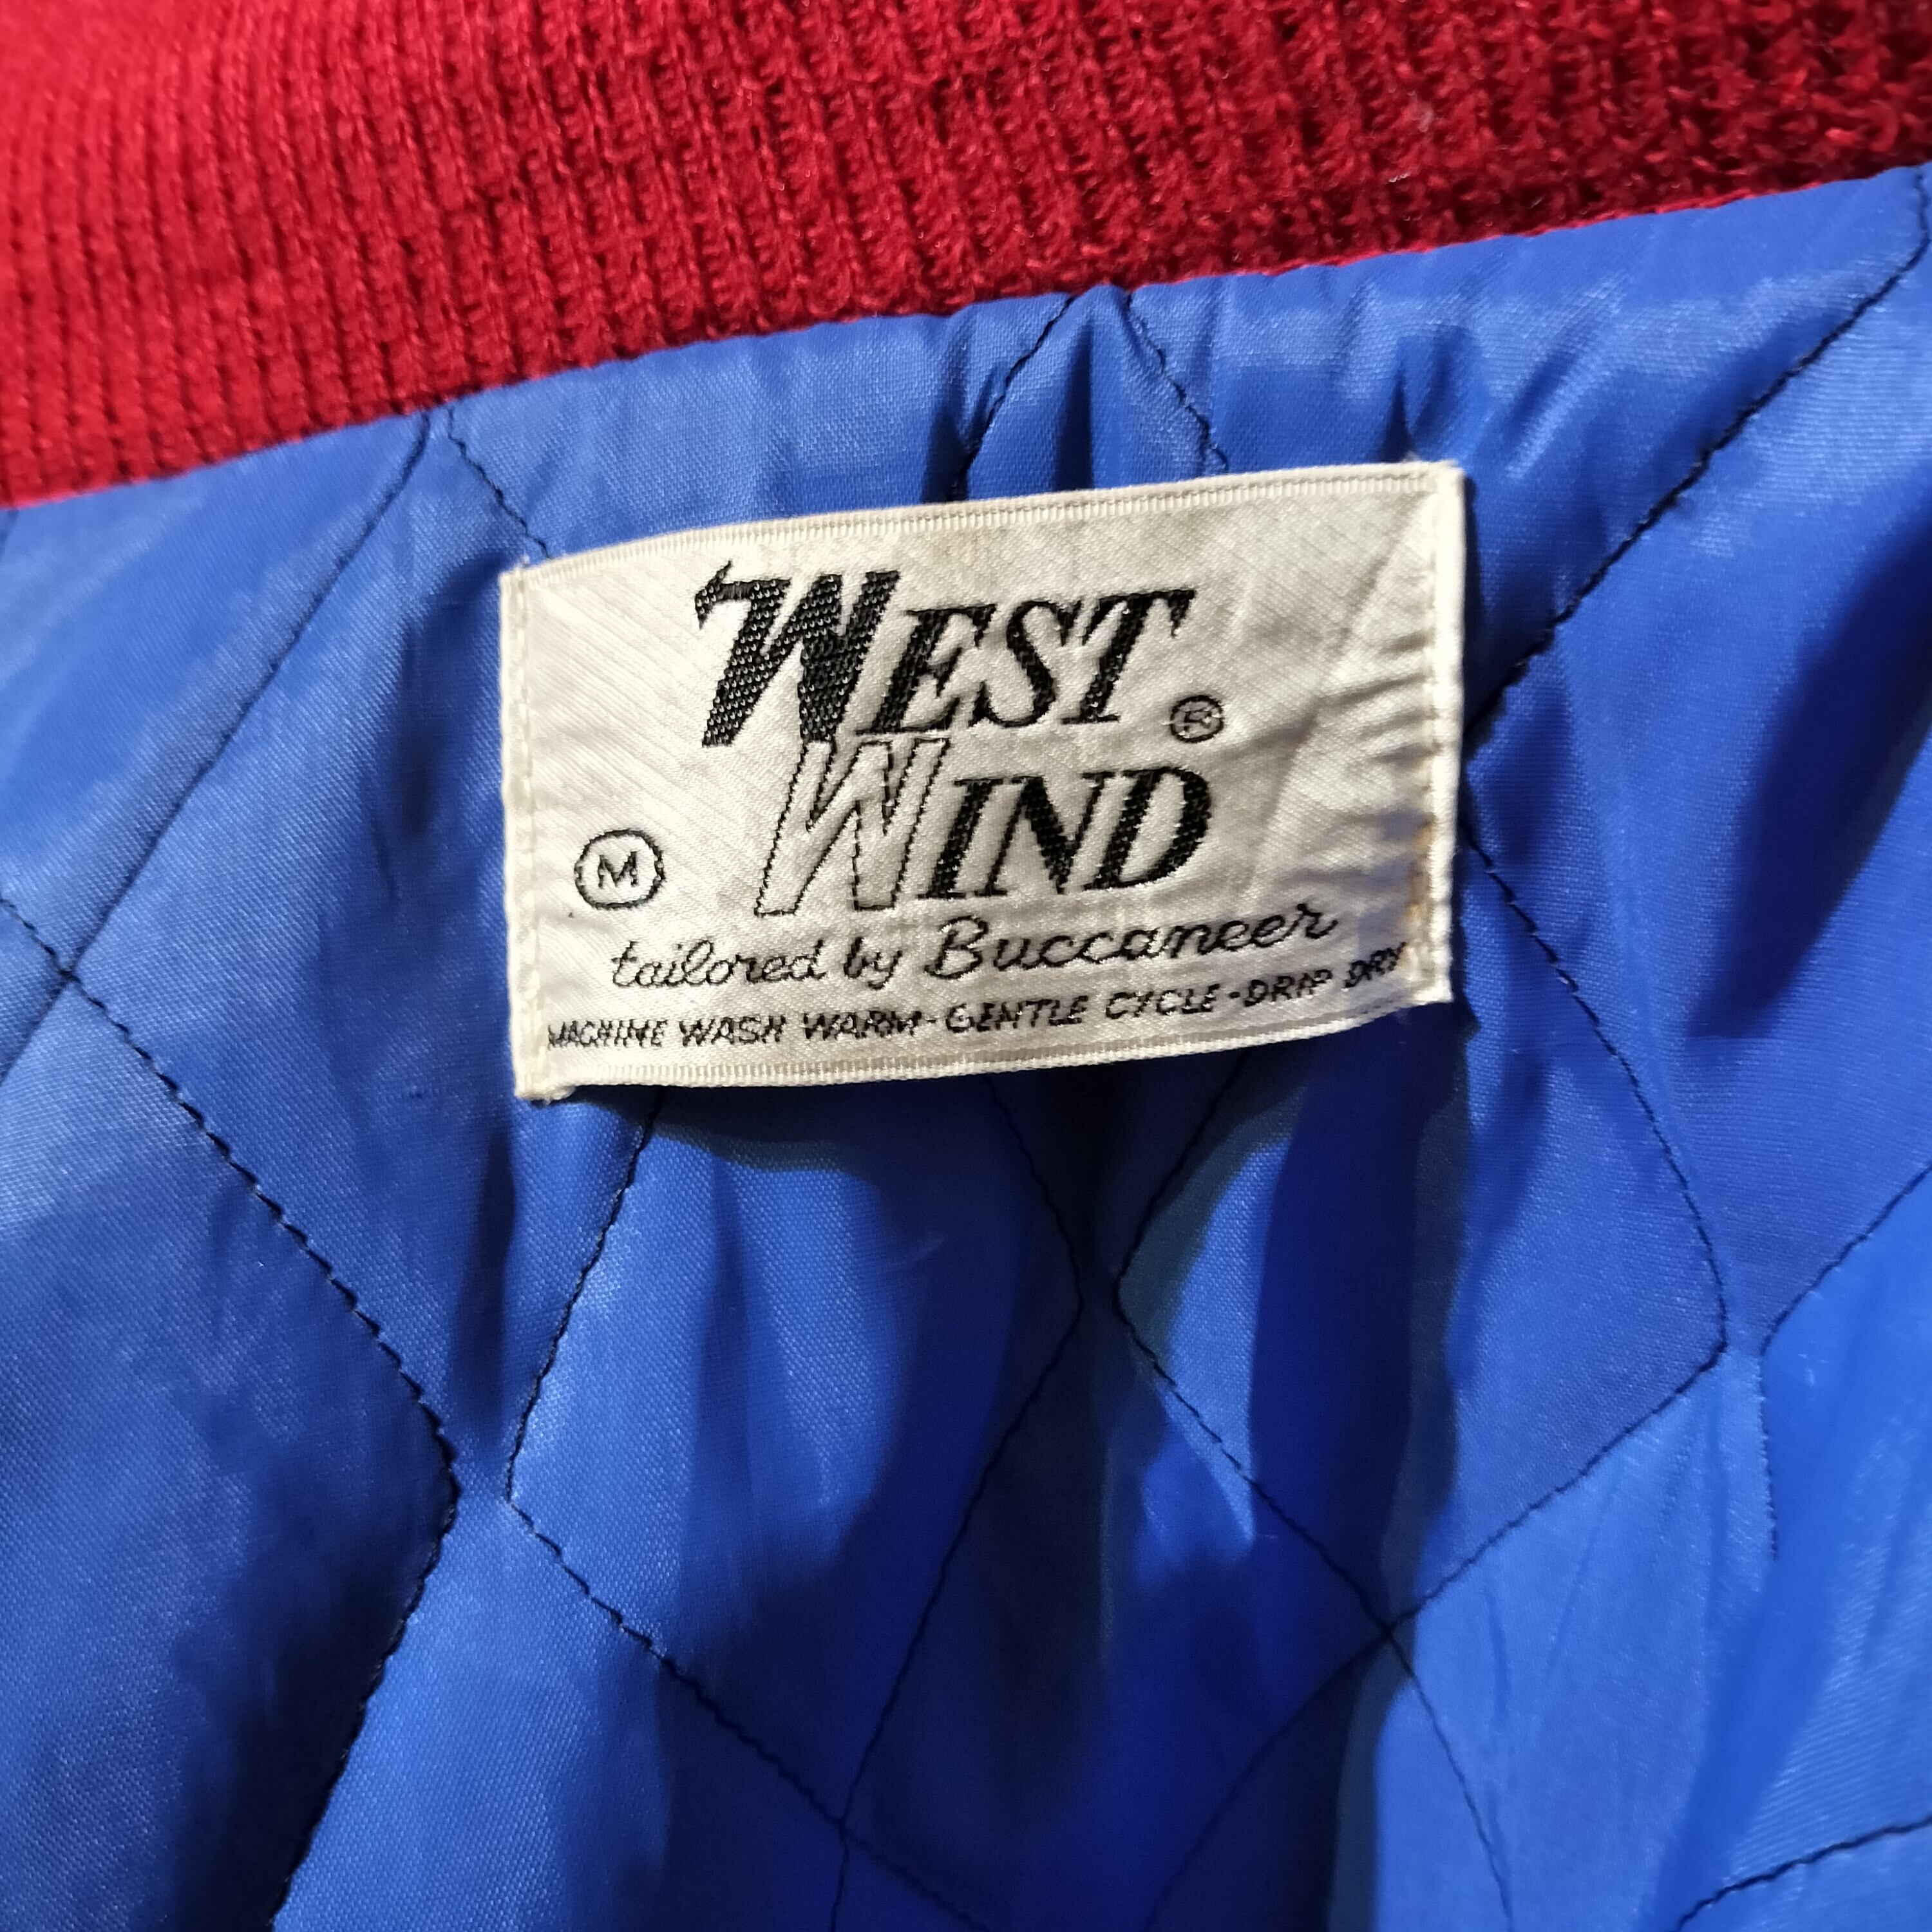 WEST ®
WIND
M
tailored by Buccaneer
MACHINE WASH WARM-GENTLE CYCLE-DRIP DRY